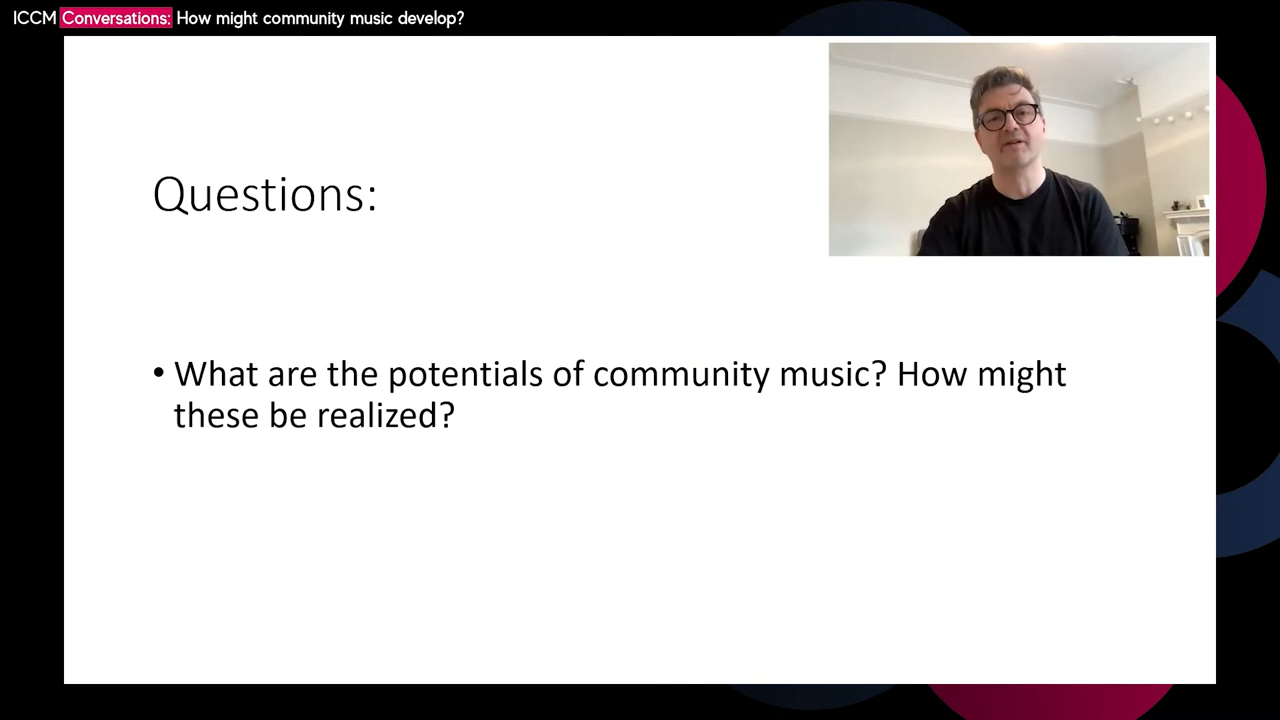 ICCM Conversations: How might community music develop?
Questions:
• What are the potentials of community music? How might
these be realized?